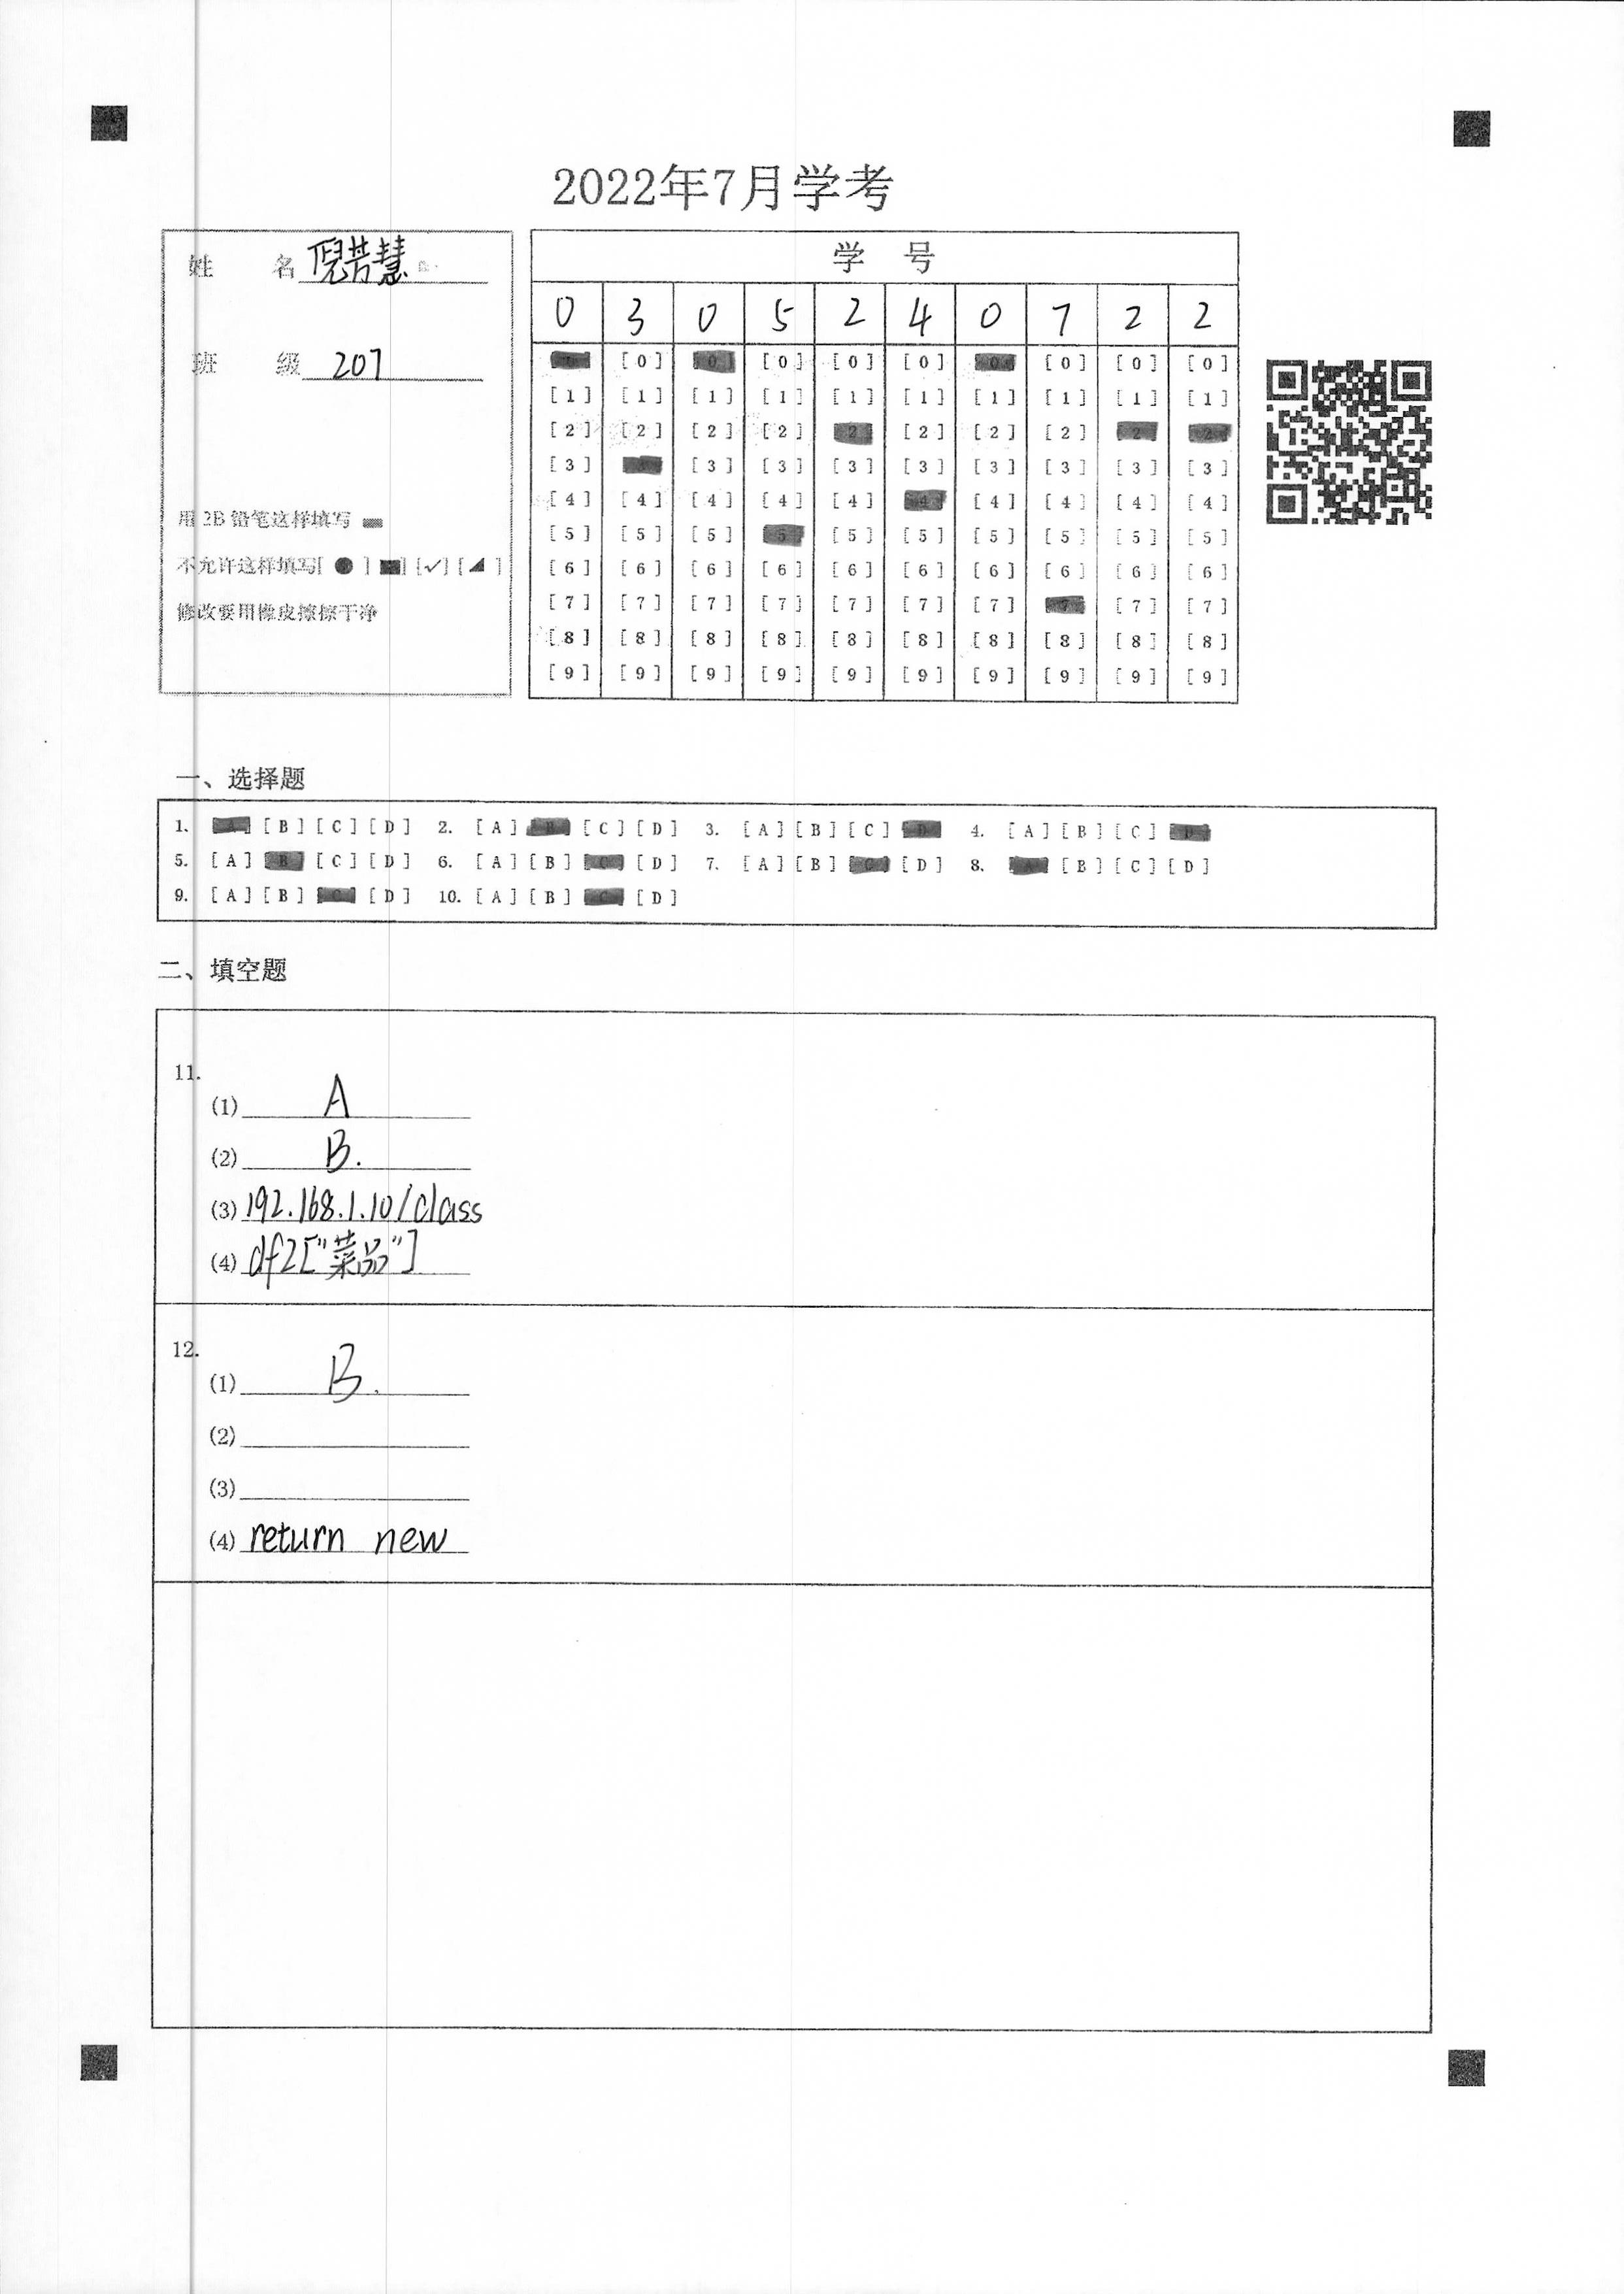 2022年7月学考
姓 名 倪芳慧
班 级 207
用 2B 铅笔这样填写
不允许这样填写[ ● ] [■] [✓] [◢ ]
修改要用橡皮擦擦干净
学 号
0 3 0 5 2 4 0 7 2 2
[0] [0] [0] [0] [0] [0] [0] [0] [0] [0]
[1] [1] [1] [1] [1] [1] [1] [1] [1] [1]
[2] [2] [2] [2] [2] [2] [2] [2] [2] [2]
[3] [3] [3] [3] [3] [3] [3] [3] [3]
[4] [4] [4] [4] [4] [4] [4] [4] [4] [4]
[5] [5] [5] [5] [5] [5] [5] [5] [5] [5]
[6] [6] [6] [6] [6] [6] [6] [6] [6] [6]
[7] [7] [7] [7] [7] [7] [7] [7] [7] [7]
[8] [8] [8] [8] [8] [8] [8] [8] [8] [8]
[9] [9] [9] [9] [9] [9] [9] [9] [9] [9]
一、选择题
1. [A] [B] [C] [D] 2. [A] [B] [C] [D] 3. [A] [B] [C] [D] 4. [A] [B] [C] [D]
5. [A] [B] [C] [D] 6. [A] [B] [C] [D] 7. [A] [B] [C] [D] 8. [A] [B] [C] [D]
9. [A] [B] [C] [D] 10. [A] [B] [C] [D]
二、填空题
11.
(1) A
(2) B.
(3) 192.168.1.10/class
(4) df2["菜品"]
12.
(1) B.
(2)
(3)
(4) return new